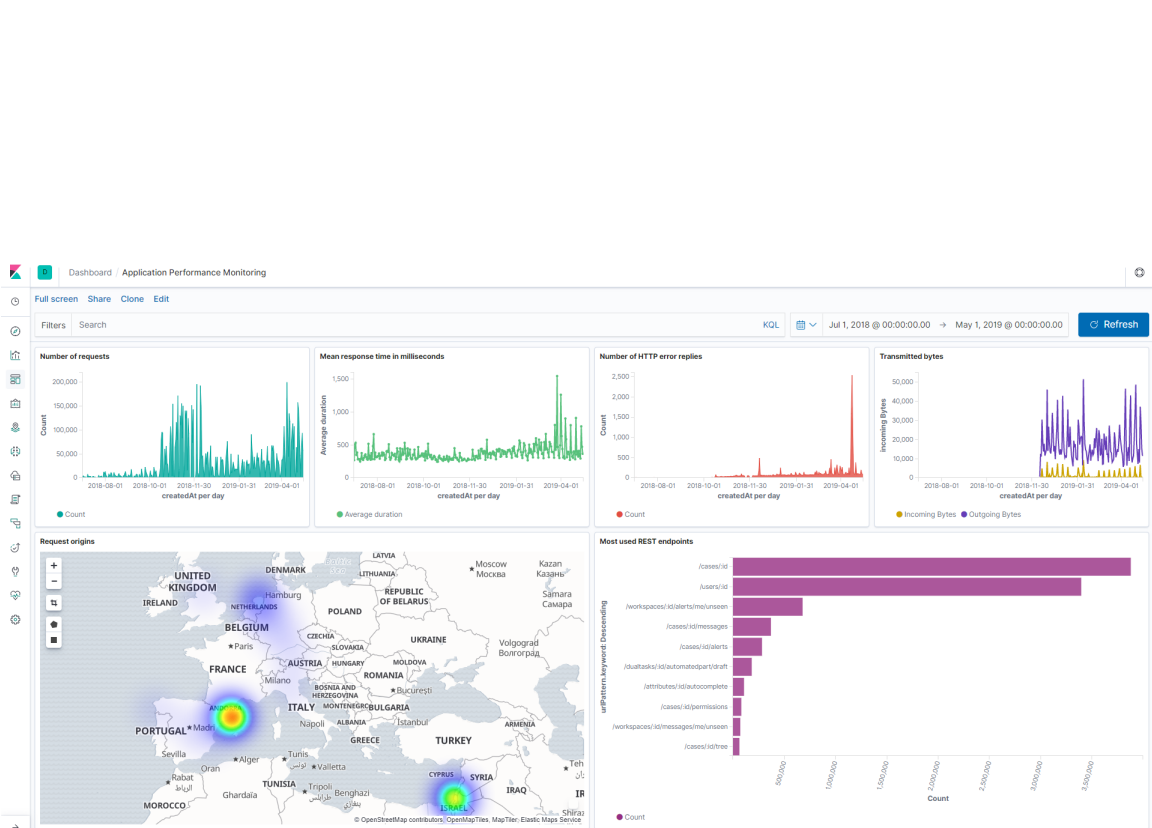 D Dashboard / Application Performance Monitoring
Full screen Share Clone Edit
Filters Search KQL Jul 1, 2018 @ 00:00:00.00 → May 1, 2019 @ 00:00:00.00 Refresh
Number of requests
200,000
150,000
100,000
50,000
0
Count
2018-08-01 2018-10-01 2018-11-30 2019-01-31 2019-04-01
createdAt per day
Count
Mean response time in milliseconds
1,500
1,000
500
0
Average duration
2018-08-01 2018-10-01 2018-11-30 2019-01-31 2019-04-01
createdAt per day
Average duration
Number of HTTP error replies
2,500
2,000
1,500
1,000
500
0
Count
2018-08-01 2018-10-01 2018-11-30 2019-01-31 2019-04-01
createdAt per day
Count
Transmitted bytes
50,000
40,000
30,000
20,000
10,000
0
incoming Bytes
2018-08-01 2018-10-01 2018-11-30 2019-01-31 2019-04-01
createdAt per day
Incoming Bytes Outgoing Bytes
Request origins
+
−
LATVIA
Moscow
Москва
Kazan
Казань
UNITED
KINGDOM
DENMARK
LITHUANIA
IRELAND
Hamburg
REPUBLIC
OF BELARUS
Samara
Самара
NETHERLANDS
POLAND
BELGIUM
CZECHIA
UKRAINE
Volgograd
Волгоград
Paris
SLOVAKIA
FRANCE
AUSTRIA
HUNGARY
MOLDOVA
Milano
ROMANIA
BOSNIA AND
HERZEGOVINA
București
ANDORRA
ITALY
MONTENEGRO
BULGARIA
PORTUGAL
Madri
Napoli
ALBANIA
İstanbul
ARMENIA
GREECE
TURKEY
Sevilla
Alger
Tunis
تونس
Valletta
Oran
CYPRUS
SYRIA
Teh
Rabat
الرباط
TUNISIA
Tripoli
طرابلس
IRAQ
Ghardaïa
Benghazi
بنغازي
IR
MOROCCO
ISRAEL
Shiraz
© OpenStreetMap contributors, OpenMapTiles, MapTiler, Elastic Maps Service
Most used REST endpoints
urlPattern.keyword: Descending
/cases/:id
/users/:id
/workspaces/:id/alerts/me/unseen
/cases/:id/messages
/cases/:id/alerts
/dualtasks/:id/automatedpart/draft
/attributes/:id/autocomplete
/cases/:id/permissions
/workspaces/:id/messages/me/unseen
/cases/:id/tree
500,000
1,000,000
1,500,000
2,000,000
2,500,000
3,000,000
3,500,000
Count
Count